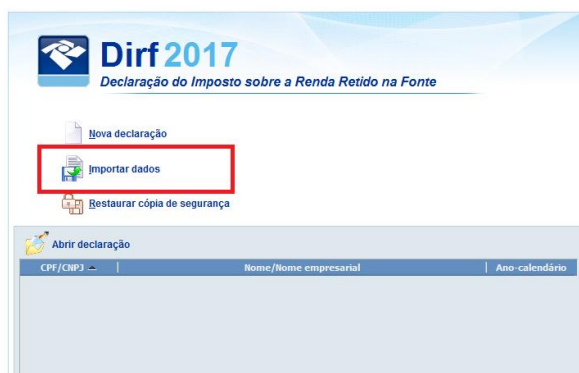 Dirf 2017
Declaração do Imposto sobre a Renda Retido na Fonte
Nova declaração
Importar dados
Restaurar cópia de segurança
Abrir declaração
CPF/CNPJ Nome/Nome empresarial Ano-calendário